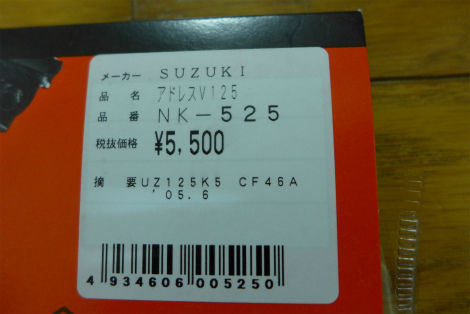 メーカー SUZUKI
品 名 アドレスV125
品 番 NK-525
税抜価格 ¥5,500
摘 要 UZ125K5 CF46A
'05.6
4 934606 005250